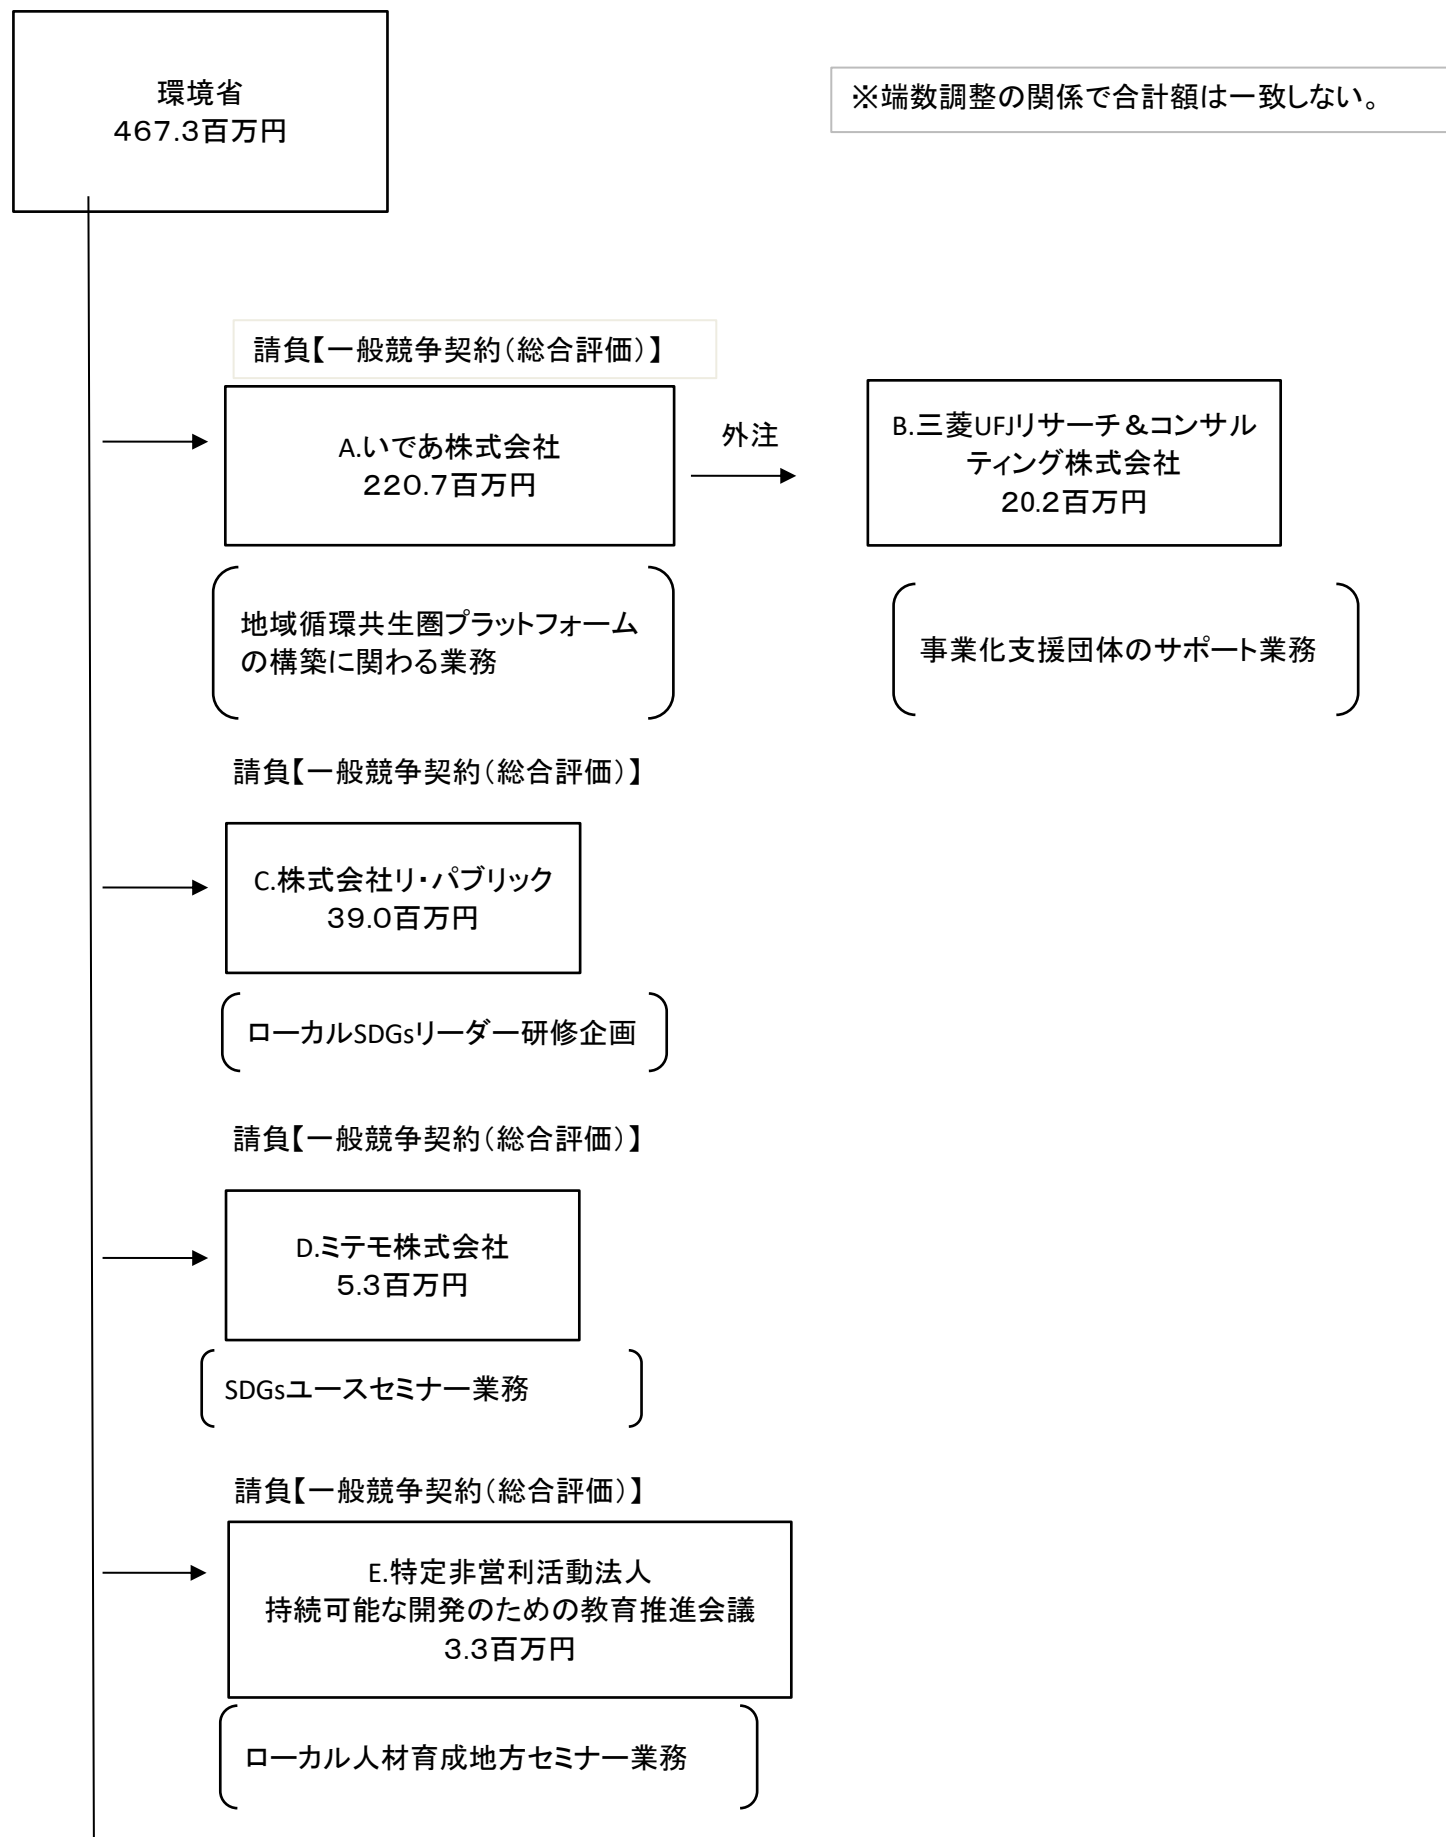 環境省
467.3百万円
※端数調整の関係で合計額は一致しない。
請負【一般競争契約（総合評価）】
A.いであ株式会社
220.7百万円
外注
B.三菱UFJリサーチ＆コンサル
ティング株式会社
20.2百万円
地域循環共生圏プラットフォーム
の構築に関わる業務
事業化支援団体のサポート業務
請負【一般競争契約（総合評価）】
C.株式会社リ・パブリック
39.0百万円
ローカルSDGsリーダー研修企画
請負【一般競争契約（総合評価）】
D.ミテモ株式会社
5.3百万円
SDGsユースセミナー業務
請負【一般競争契約（総合評価）】
E.特定非営利活動法人
持続可能な開発のための教育推進会議
3.3百万円
ローカル人材育成地方セミナー業務